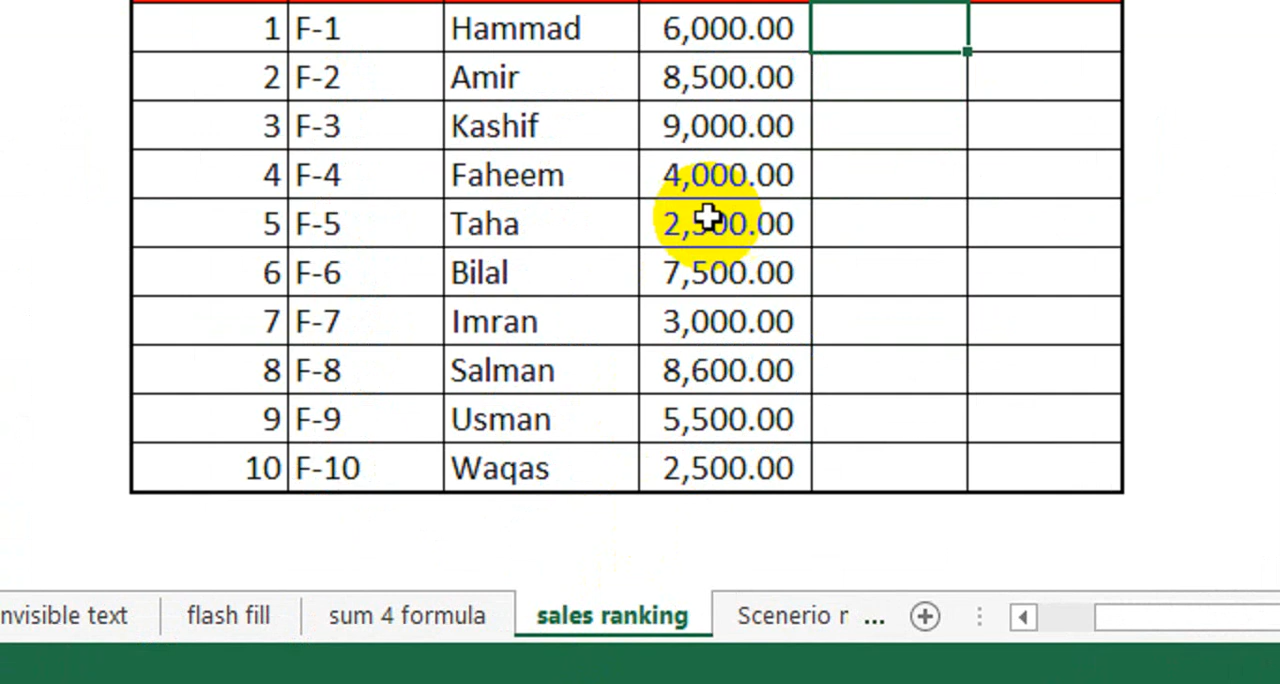 1 F-1 Hammad 6,000.00
2 F-2 Amir 8,500.00
3 F-3 Kashif 9,000.00
4 F-4 Faheem 4,000.00
5 F-5 Taha
6 F-6 Bilal 7,500.00
7 F-7 Imran 3,000.00
8 F-8 Salman 8,600.00
9 F-9 Usman 5,500.00
10 F-10 Waqas 2,500.00
nvisible text flash fill sum 4 formula sales ranking Scenerio r ...